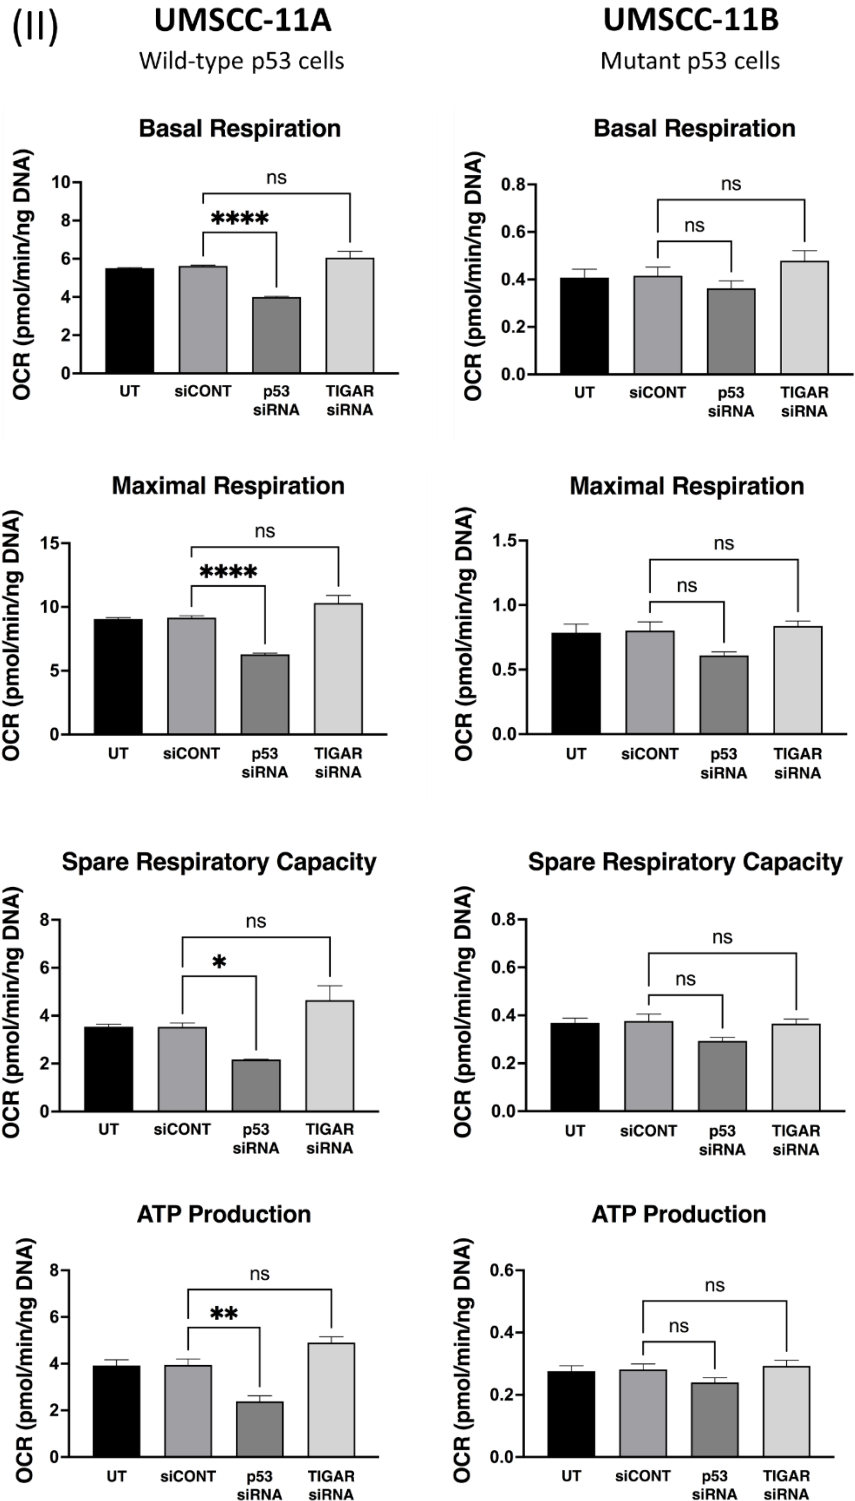 (II)
UMSCC-11A
Wild-type p53 cells
UMSCC-11B
Mutant p53 cells
Basal Respiration
OCR (pmol/min/ng DNA)
10
8
6
4
2
0
ns
****
UT
siCONT
p53
siRNA
TIGAR
siRNA
Basal Respiration
OCR (pmol/min/ng DNA)
0.8
0.6
0.4
0.2
0.0
ns
ns
UT
siCONT
p53
siRNA
TIGAR
siRNA
Maximal Respiration
OCR (pmol/min/ng DNA)
15
10
5
0
ns
****
UT
siCONT
p53
siRNA
TIGAR
siRNA
Maximal Respiration
OCR (pmol/min/ng DNA)
1.5
1.0
0.5
0.0
ns
ns
UT
siCONT
p53
siRNA
TIGAR
siRNA
Spare Respiratory Capacity
OCR (pmol/min/ng DNA)
8
6
4
2
0
ns
*
UT
siCONT
p53
siRNA
TIGAR
siRNA
Spare Respiratory Capacity
OCR (pmol/min/ng DNA)
0.8
0.6
0.4
0.2
0.0
ns
ns
UT
siCONT
p53
siRNA
TIGAR
siRNA
ATP Production
OCR (pmol/min/ng DNA)
8
6
4
2
0
ns
**
UT
siCONT
p53
siRNA
TIGAR
siRNA
ATP Production
OCR (pmol/min/ng DNA)
0.6
0.4
0.2
0.0
ns
ns
UT
siCONT
p53
siRNA
TIGAR
siRNA